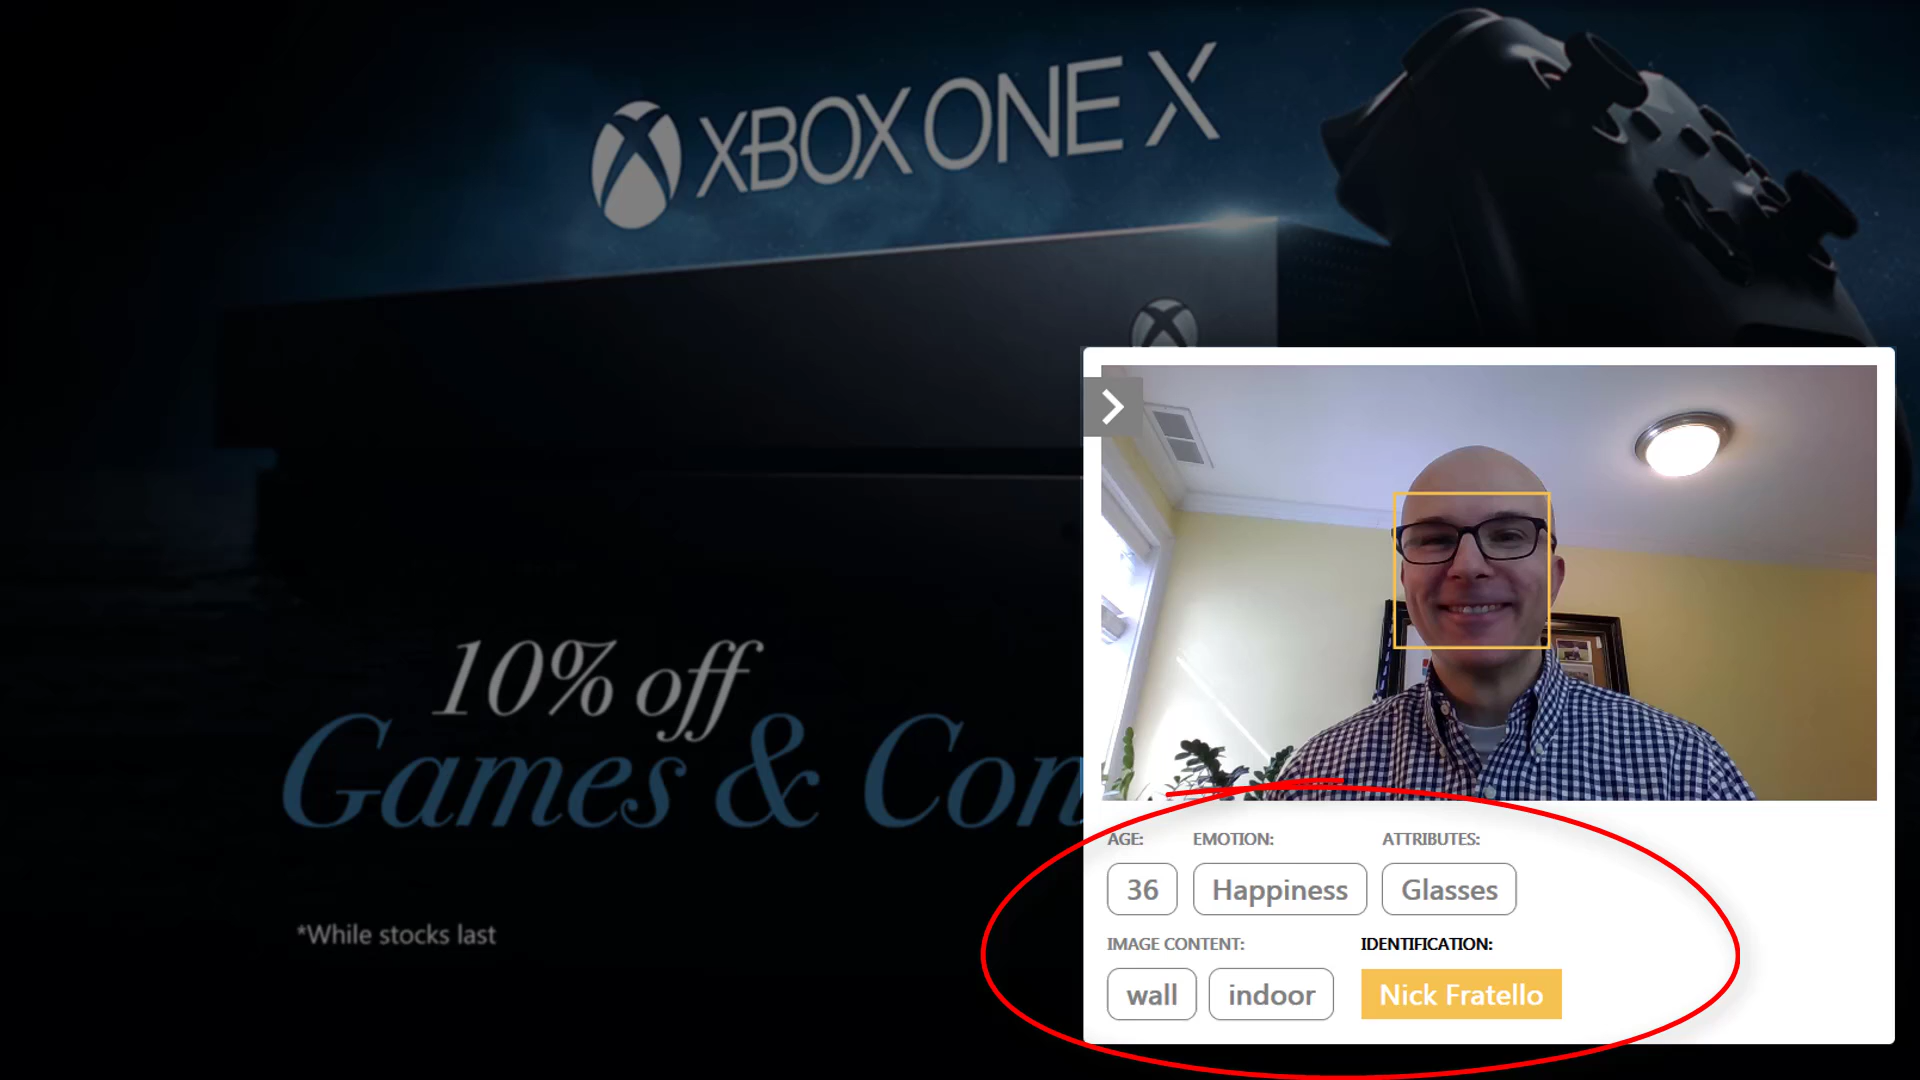 XBOX ONE X
10% off
Games & Con
*While stocks last
AGE: EMOTION: ATTRIBUTES:
36 Happiness Glasses
IMAGE CONTENT: IDENTIFICATION:
wall indoor Nick Fratello